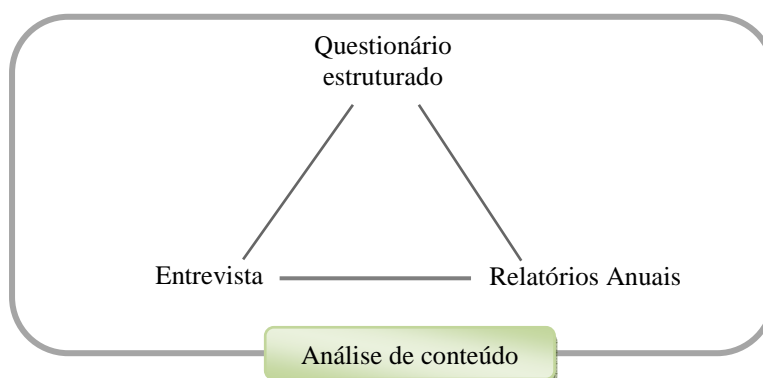 Questionário
estruturado
Entrevista
Relatórios Anuais
Análise de conteúdo